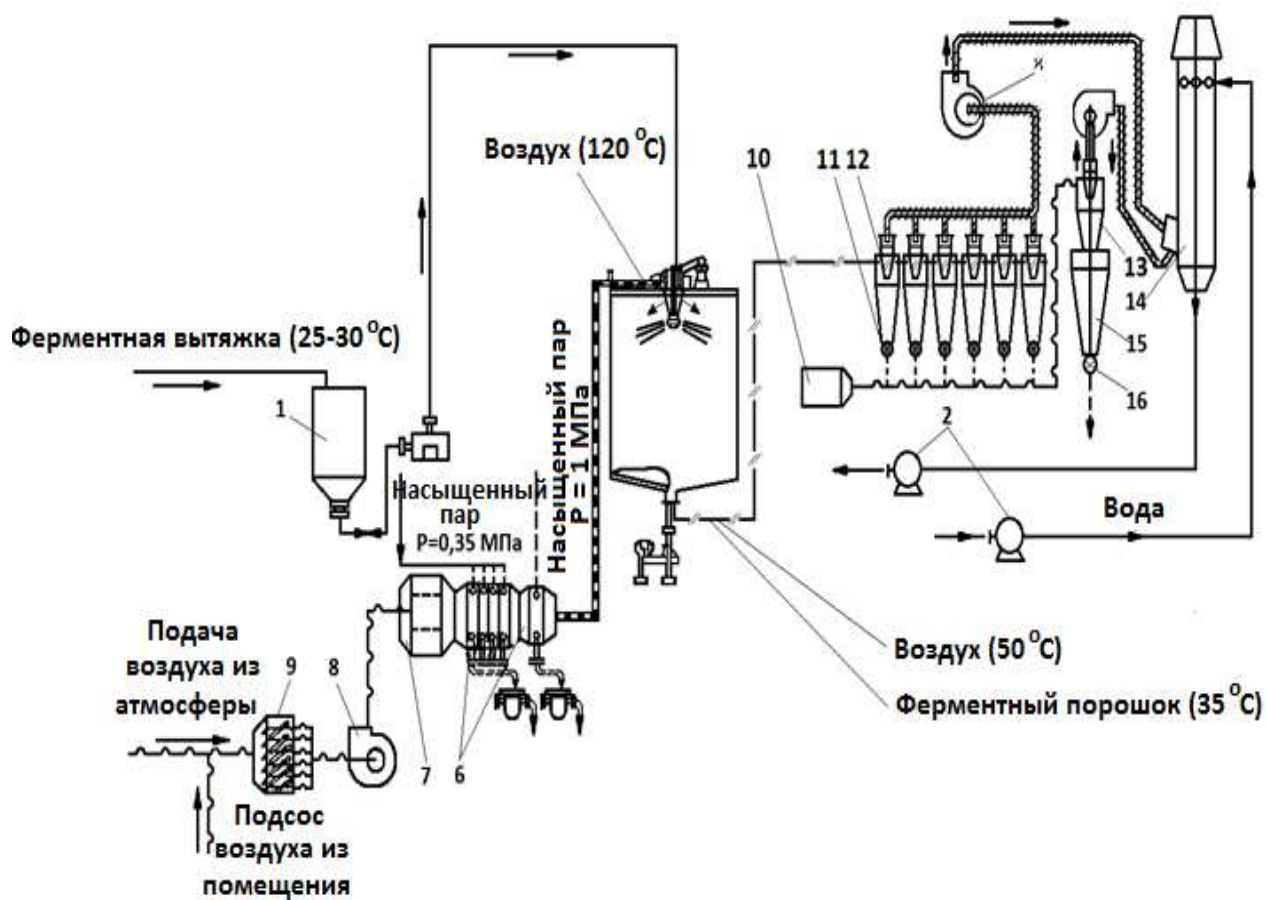 и
Воздух (120 °С)
10
11 12
13
14
15
16
Ферментная вытяжка (25-30 °С)
1
Насыщенный пар
Р = 1 МПа
2
Вода
Насыщенный
пар
Р=0,35 МПа
Подача
воздуха из
атмосферы
9
8
7
6
Воздух (50 °С)
Ферментный порошок (35 °С)
Подсос
воздуха из
помещения